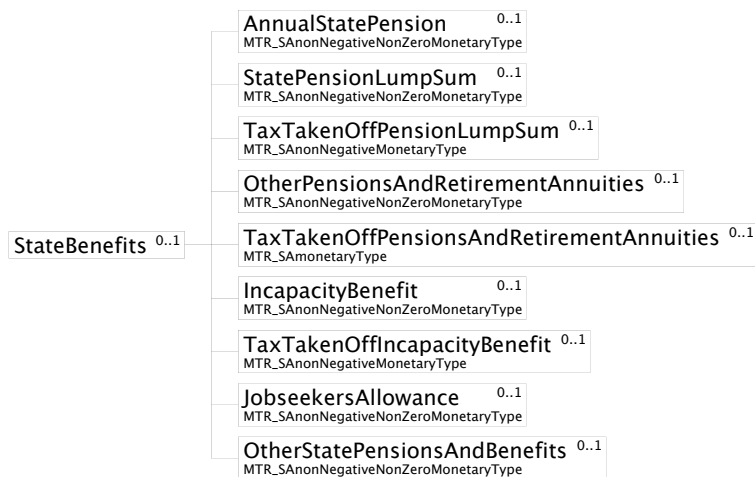 AnnualStatePension 0..1
MTR_SAnonNegativeNonZeroMonetaryType
StatePensionLumpSum 0..1
MTR_SAnonNegativeNonZeroMonetaryType
TaxTakenOffPensionLumpSum 0..1
MTR_SAnonNegativeMonetaryType
OtherPensionsAndRetirementAnnuities 0..1
MTR_SAnonNegativeNonZeroMonetaryType
StateBenefits 0..1
TaxTakenOffPensionsAndRetirementAnnuities 0..1
MTR_SAmonetaryType
IncapacityBenefit 0..1
MTR_SAnonNegativeNonZeroMonetaryType
TaxTakenOffIncapacityBenefit 0..1
MTR_SAnonNegativeMonetaryType
JobseekersAllowance 0..1
MTR_SAnonNegativeNonZeroMonetaryType
OtherStatePensionsAndBenefits 0..1
MTR_SAnonNegativeNonZeroMonetaryType